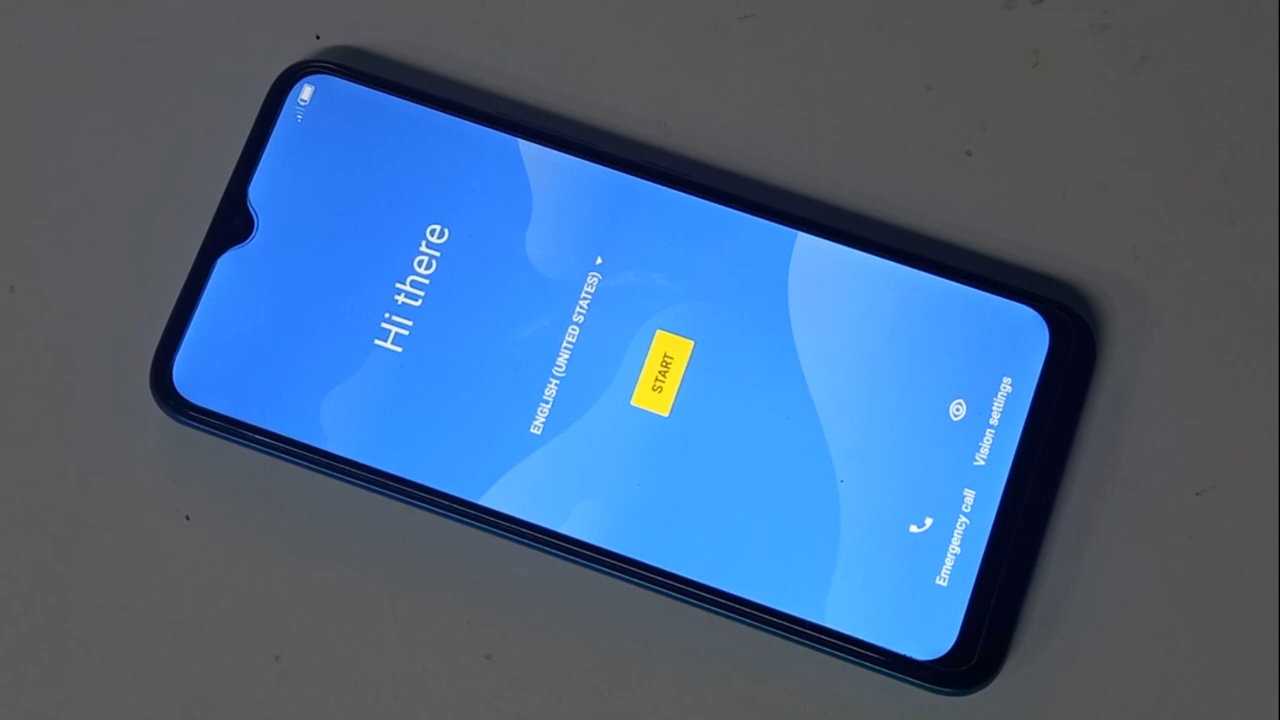 Hi there
ENGLISH (UNITED STATES)
START
Emergency call
Vision settings